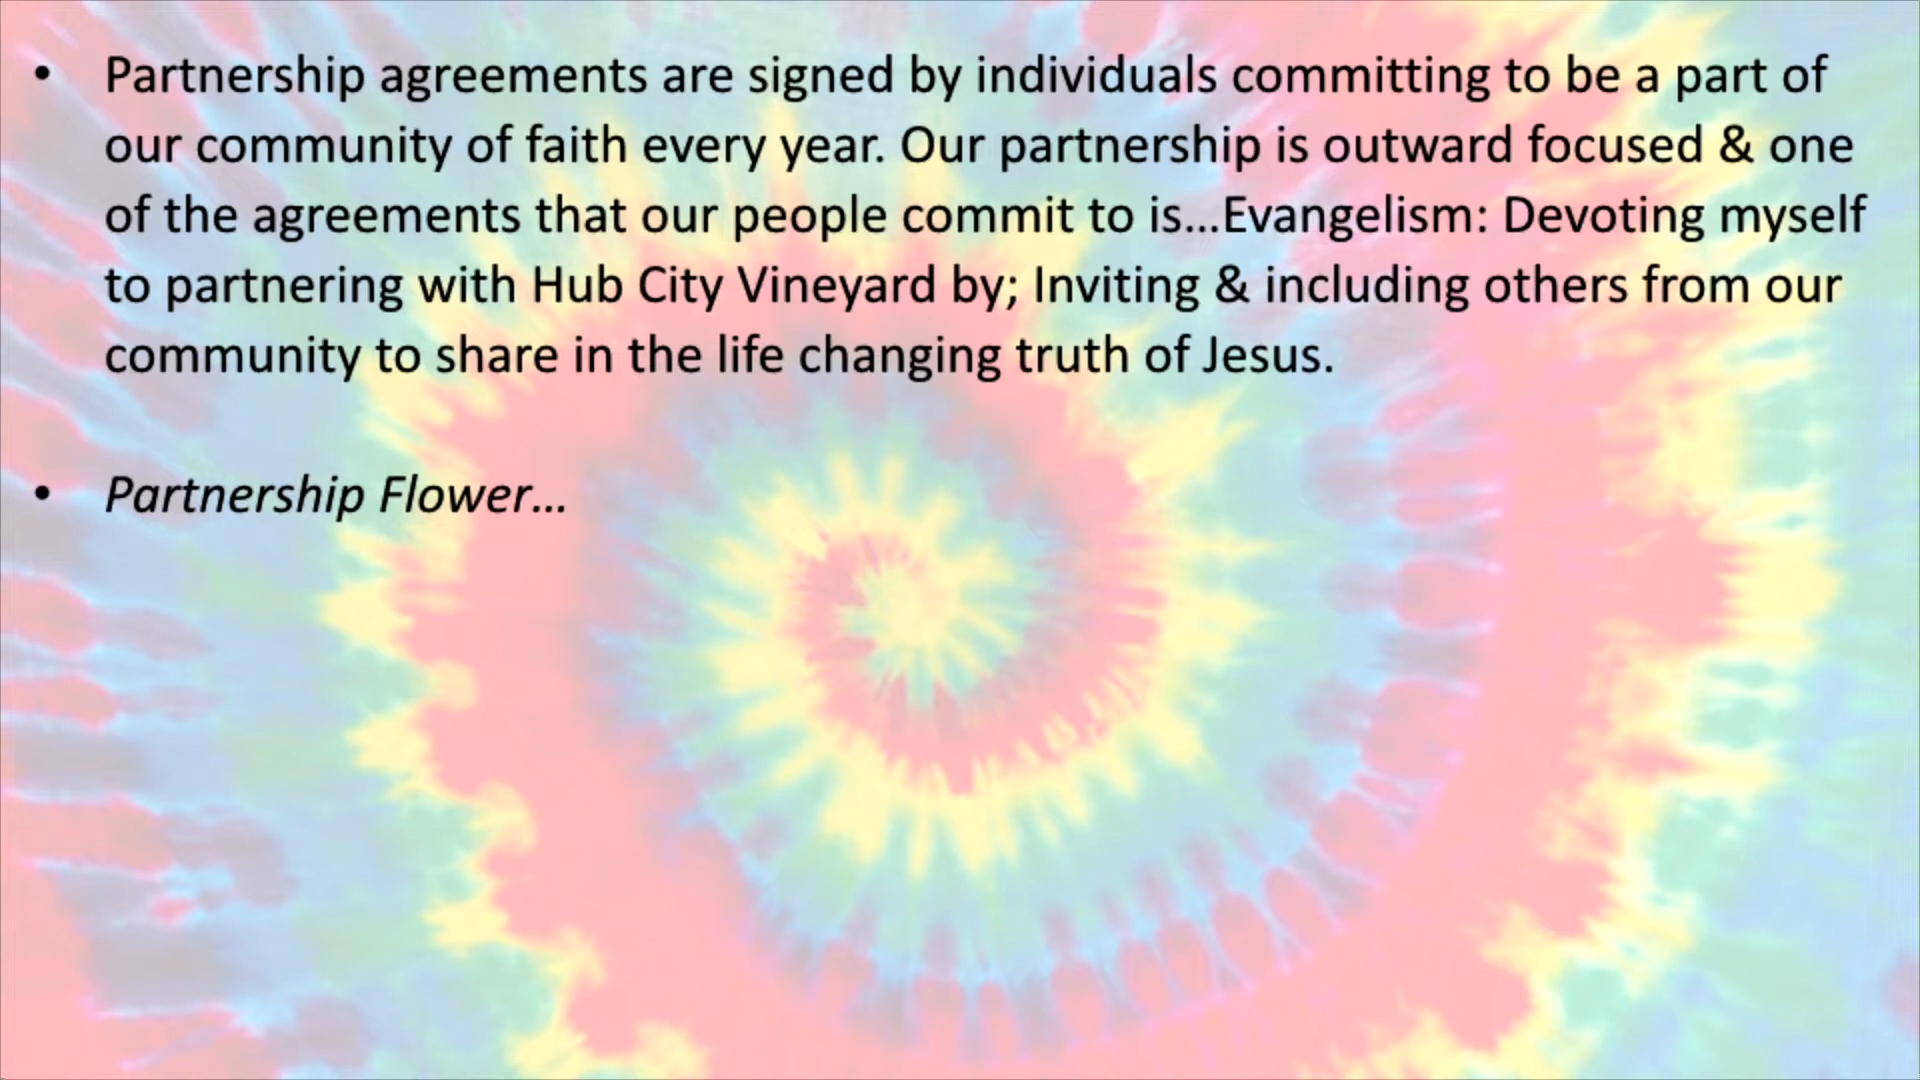 • Partnership agreements are signed by individuals committing to be a part of
our community of faith every year. Our partnership is outward focused & one
of the agreements that our people commit to is...Evangelism: Devoting myself
to partnering with Hub City Vineyard by; Inviting & including others from our
community to share in the life changing truth of Jesus.
• Partnership Flower...